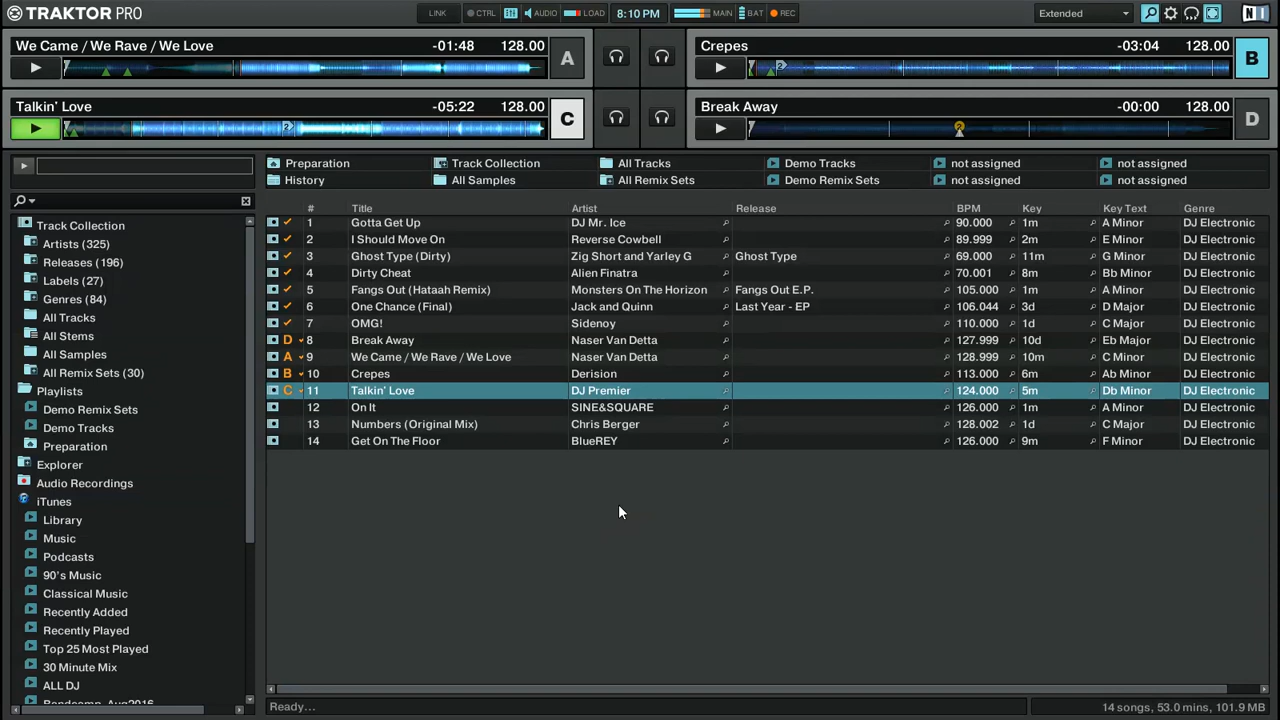 TRAKTOR PRO LINK CTRL AUDIO LOAD 8:10 PM MAIN BAT REC Extended
We Came / We Rave / We Love -01:48 128.00 A
Crepes -03:04 128.00 B
2
Talkin' Love -05:22 128.00 C
Break Away -00:00 128.00 D
2
2
Preparation Track Collection All Tracks Demo Tracks not assigned not assigned
History All Samples All Remix Sets Demo Remix Sets not assigned not assigned
Track Collection
Artists (325)
Releases (196)
Labels (27)
Genres (84)
All Tracks
All Stems
All Samples
All Remix Sets (30)
Playlists
Demo Remix Sets
Demo Tracks
Preparation
Explorer
Audio Recordings
iTunes
Library
Music
Podcasts
90's Music
Classical Music
Recently Added
Recently Played
Top 25 Most Played
30 Minute Mix
ALL DJ
# Title Artist Release BPM Key Key Text Genre
1 Gotta Get Up DJ Mr. Ice 90.000 1m A Minor DJ Electronic
2 I Should Move On Reverse Cowbell 89.999 2m E Minor DJ Electronic
3 Ghost Type (Dirty) Zig Short and Yarley G Ghost Type 69.000 11m G Minor DJ Electronic
4 Dirty Cheat Alien Finatra 70.001 8m Bb Minor DJ Electronic
5 Fangs Out (Hataah Remix) Monsters On The Horizon Fangs Out E.P. 105.000 1m A Minor DJ Electronic
6 One Chance (Final) Jack and Quinn Last Year - EP 106.044 3d D Major DJ Electronic
7 OMG! Sidenoy 110.000 1d C Major DJ Electronic
D 8 Break Away Naser Van Detta 127.999 10d Eb Major DJ Electronic
A 9 We Came / We Rave / We Love Naser Van Detta 128.999 10m C Minor DJ Electronic
B 10 Crepes Derision 113.000 6m Ab Minor DJ Electronic
C 11 Talkin' Love DJ Premier 124.000 5m Db Minor DJ Electronic
12 On It SINE&SQUARE 126.000 1m A Minor DJ Electronic
13 Numbers (Original Mix) Chris Berger 128.002 1d C Major DJ Electronic
14 Get On The Floor BlueREY 126.000 9m F Minor DJ Electronic
Ready... 14 songs, 53.0 mins, 101.9 MB